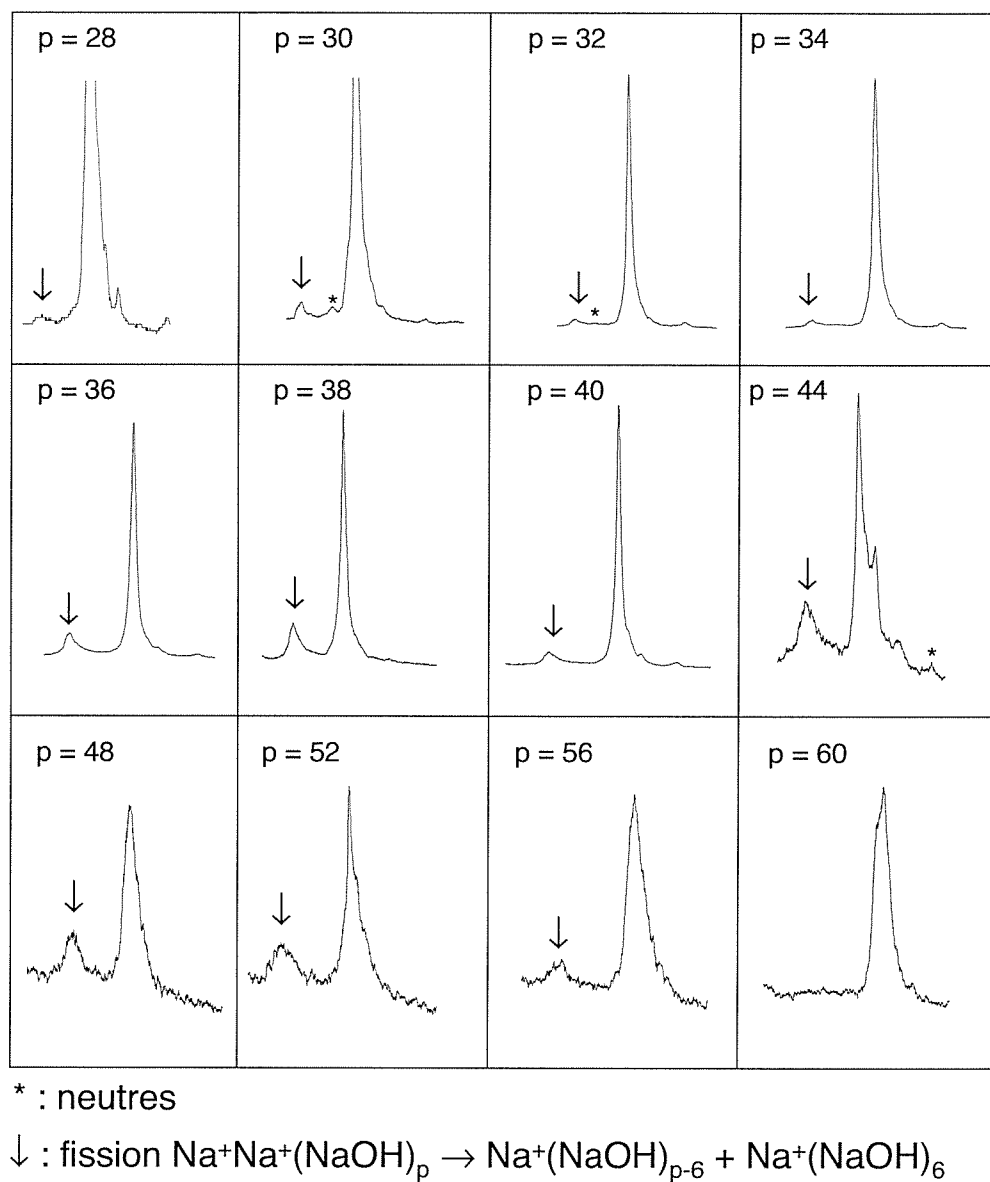 p = 28
p = 30
*
p = 32
*
p = 34
p = 36
p = 38
p = 40
p = 44
*
p = 48
p = 52
p = 56
p = 60
* : neutres
↓ : fission Na⁺Na⁺(NaOH)ₚ → Na⁺(NaOH)ₚ₋₆ + Na⁺(NaOH)₆